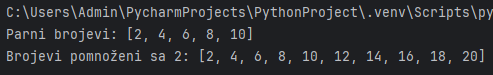 C:\Users\Admin\PycharmProjects\PythonProject\.venv\Scripts\py
Parni brojevi: [2, 4, 6, 8, 10]
Brojevi pomnoženi sa 2: [2, 4, 6, 8, 10, 12, 14, 16, 18, 20]